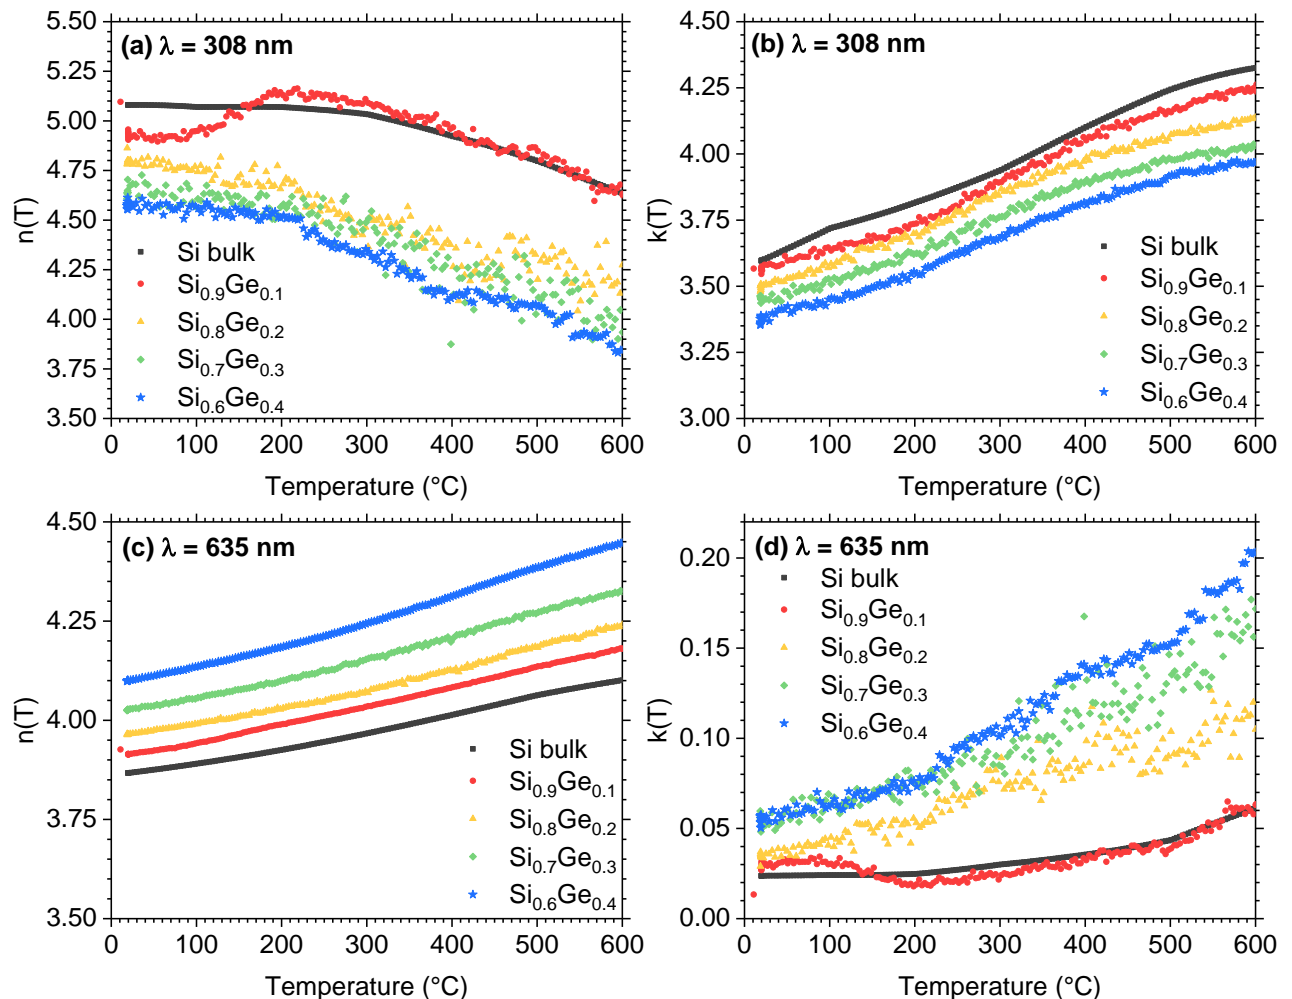 (a) λ = 308 nm
n(T)
5.50
5.25
5.00
4.75
4.50
4.25
4.00
3.75
3.50
Si bulk
Si0.9Ge0.1
Si0.8Ge0.2
Si0.7Ge0.3
Si0.6Ge0.4
0 100 200 300 400 500 600
Temperature (°C)
(b) λ = 308 nm
k(T)
4.50
4.25
4.00
3.75
3.50
3.25
3.00
Si bulk
Si0.9Ge0.1
Si0.8Ge0.2
Si0.7Ge0.3
Si0.6Ge0.4
0 100 200 300 400 500 600
Temperature (°C)
(c) λ = 635 nm
n(T)
4.50
4.25
4.00
3.75
3.50
Si bulk
Si0.9Ge0.1
Si0.8Ge0.2
Si0.7Ge0.3
Si0.6Ge0.4
0 100 200 300 400 500 600
Temperature (°C)
(d) λ = 635 nm
k(T)
0.20
0.15
0.10
0.05
0.00
Si bulk
Si0.9Ge0.1
Si0.8Ge0.2
Si0.7Ge0.3
Si0.6Ge0.4
0 100 200 300 400 500 600
Temperature (°C)